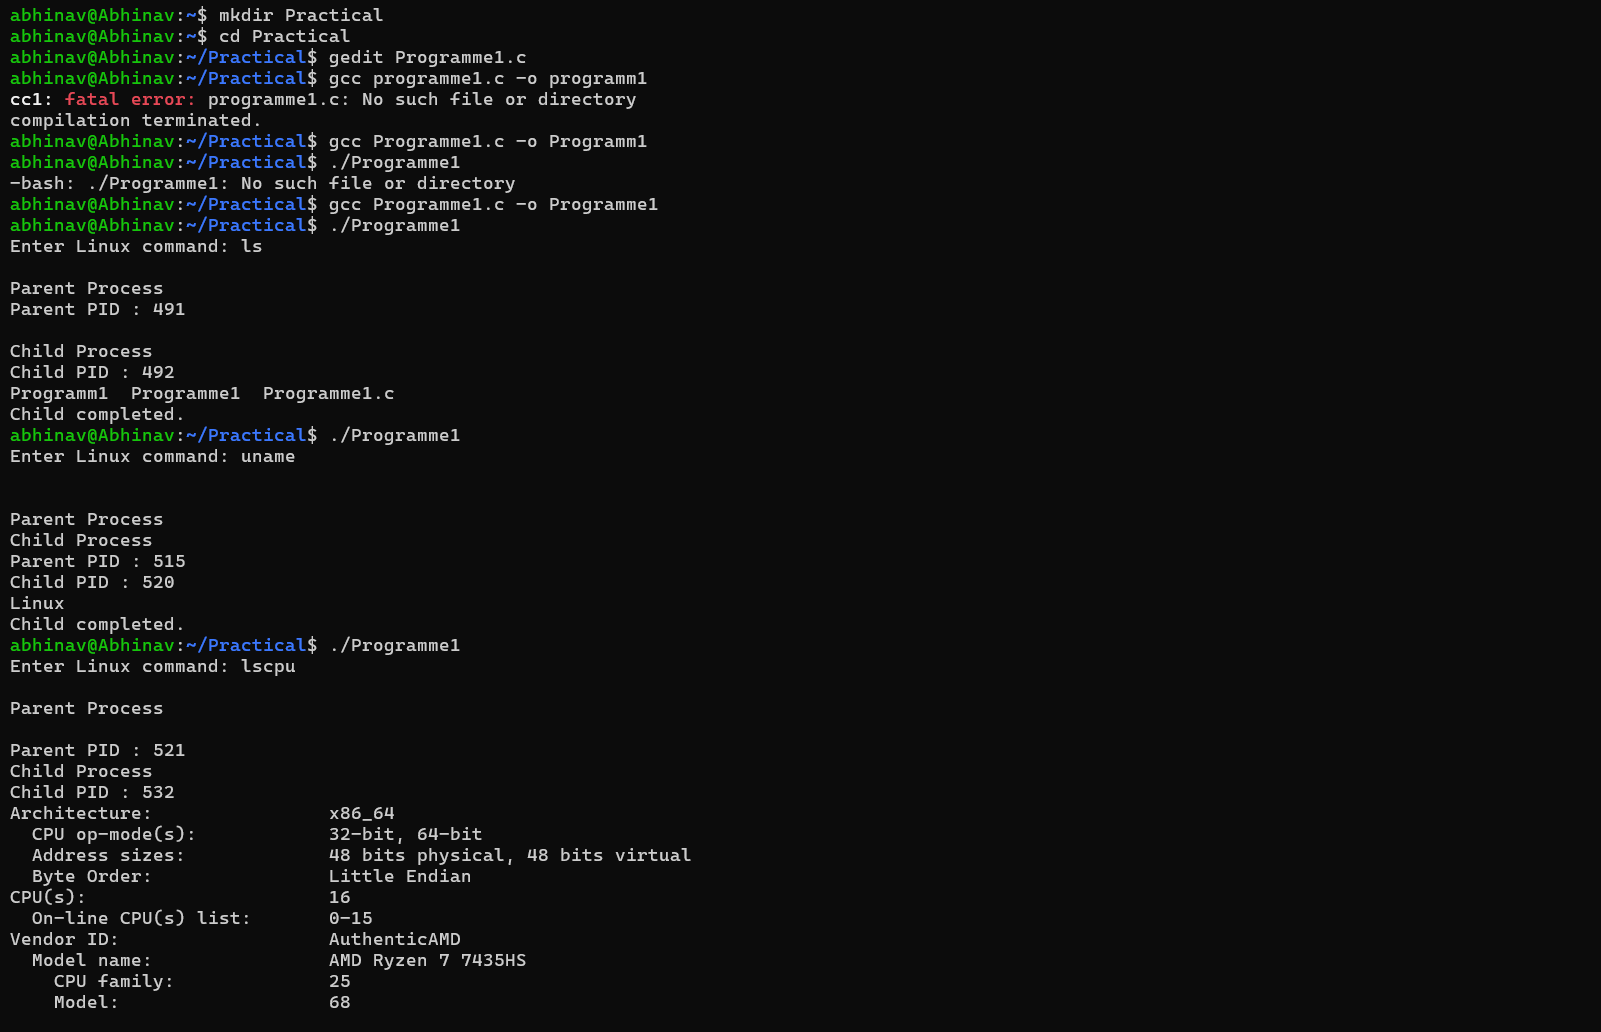 abhinav@Abhinav:~$ mkdir Practical
abhinav@Abhinav:~$ cd Practical
abhinav@Abhinav:~/Practical$ gedit Programme1.c
abhinav@Abhinav:~/Practical$ gcc programme1.c -o programm1
cc1: fatal error: programme1.c: No such file or directory
compilation terminated.
abhinav@Abhinav:~/Practical$ gcc Programme1.c -o Programm1
abhinav@Abhinav:~/Practical$ ./Programme1
-bash: ./Programme1: No such file or directory
abhinav@Abhinav:~/Practical$ gcc Programme1.c -o Programme1
abhinav@Abhinav:~/Practical$ ./Programme1
Enter Linux command: ls

Parent Process
Parent PID : 491

Child Process
Child PID : 492
Programm1  Programme1  Programme1.c
Child completed.
abhinav@Abhinav:~/Practical$ ./Programme1
Enter Linux command: uname


Parent Process
Child Process
Parent PID : 515
Child PID : 520
Linux
Child completed.
abhinav@Abhinav:~/Practical$ ./Programme1
Enter Linux command: lscpu

Parent Process

Parent PID : 521
Child Process
Child PID : 532
Architecture:                x86_64
  CPU op-mode(s):            32-bit, 64-bit
  Address sizes:             48 bits physical, 48 bits virtual
  Byte Order:                Little Endian
CPU(s):                      16
  On-line CPU(s) list:       0-15
Vendor ID:                   AuthenticAMD
  Model name:                AMD Ryzen 7 7435HS
    CPU family:              25
    Model:                   68